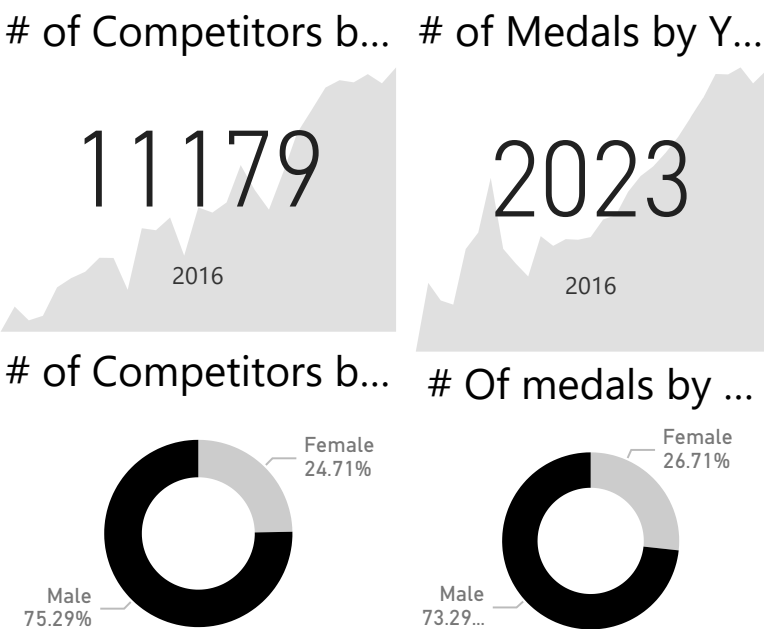 # of Competitors b...
# of Medals by Y...
11179
2023
2016
2016
# of Competitors b...
# Of medals by ...
Female
24.71%
Male
75.29%
Female
26.71%
Male
73.29...